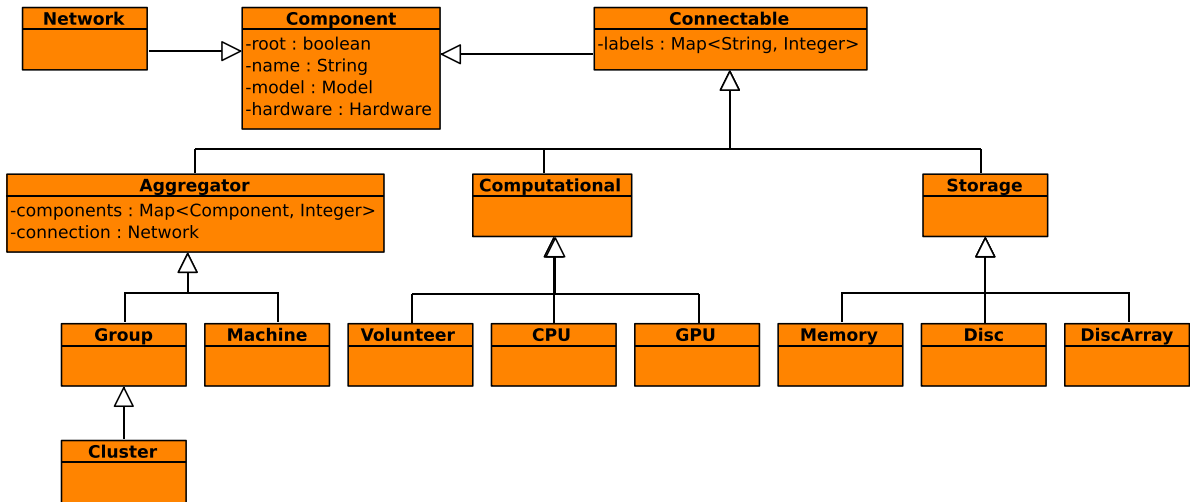 Network
Component
-root : boolean
-name : String
-model : Model
-hardware : Hardware
Connectable
-labels : Map<String, Integer>
Aggregator
-components : Map<Component, Integer>
-connection : Network
Computational
Storage
Group
Machine
Volunteer
CPU
GPU
Memory
Disc
DiscArray
Cluster